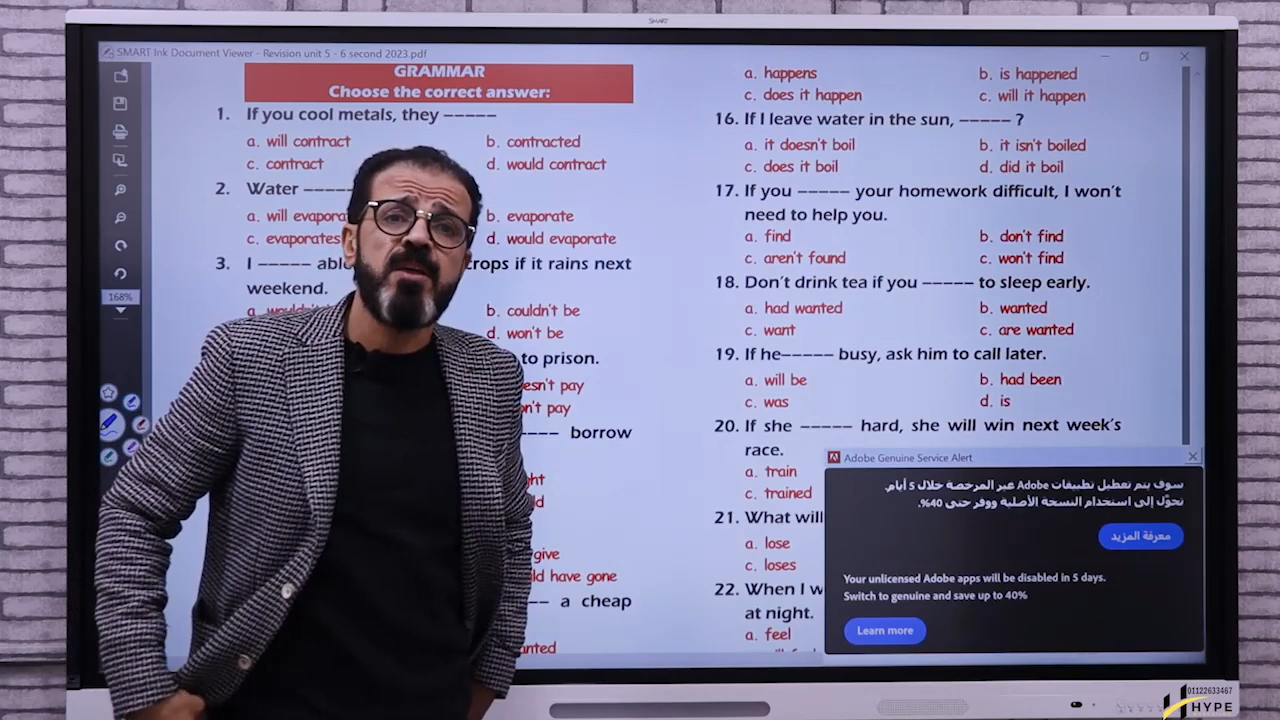 SMART
SMART Ink Document Viewer - Revision unit 5 - 6 second 2023.pdf
168%
GRAMMAR
Choose the correct answer:
1. If you cool metals, they -----
a. will contract b. contracted
c. contract d. would contract
2. Water -----
b. evaporate
c. evaporates d. would evaporate
3. I ----- crops if it rains next
weekend.
b. couldn't be
d. won't be
to prison.
pay
pay
---- borrow
give
have gone
-- a cheap
a. happens b. is happened
c. does it happen c. will it happen
16. If I leave water in the sun, ----- ?
a. it doesn't boil b. it isn't boiled
c. does it boil d. did it boil
17. If you ----- your homework difficult, I won't
need to help you.
a. find b. don't find
c. aren't found c. won't find
18. Don't drink tea if you ----- to sleep early.
a. had wanted b. wanted
c. want c. are wanted
19. If he----- busy, ask him to call later.
a. will be b. had been
c. was d. is
20. If she ----- hard, she will win next week's
race.
a. train
c. trained
21. What will
a. lose
c. loses
22. When I w
at night.
a. feel
Adobe Genuine Service Alert
سوف يتم تعطيل تطبيقات Adobe غير المرخصة خلال 5 أيام.
تحوّل إلى استخدام النسخة الأصلية ووفر حتى 40%.
معرفة المزيد
Your unlicensed Adobe apps will be disabled in 5 days.
Switch to genuine and save up to 40%
Learn more
01122633467
HYPE